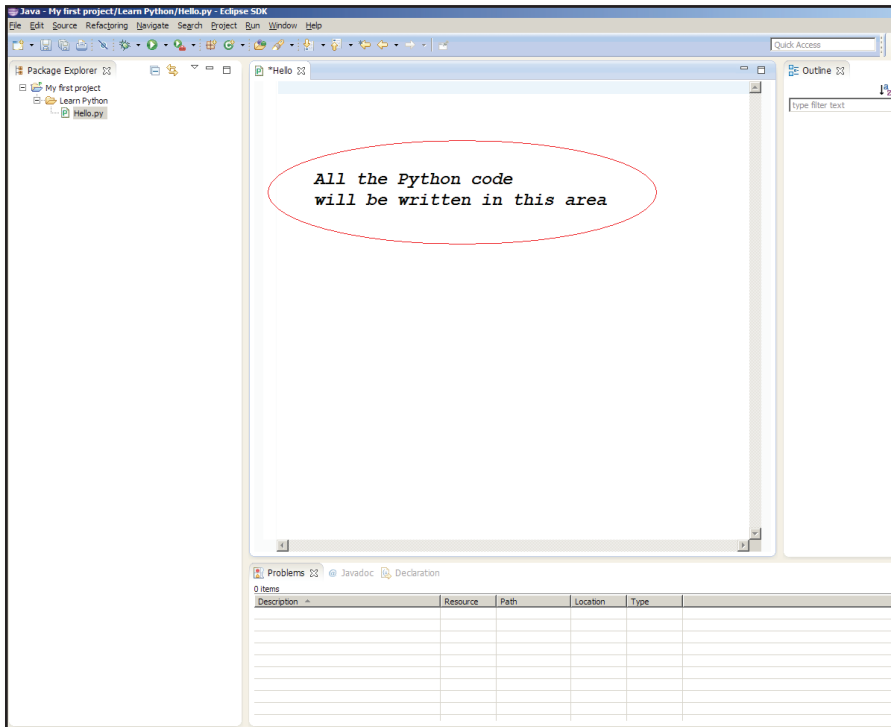 Java - My first project/Learn Python/Hello.py - Eclipse SDK
File Edit Source Refactoring Navigate Search Project Run Window Help
Quick Access
Package Explorer
My first project
Learn Python
Hello.py
*Hello
All the Python code
will be written in this area
Outline
type filter text
Problems @ Javadoc Declaration
0 items
Description Resource Path Location Type